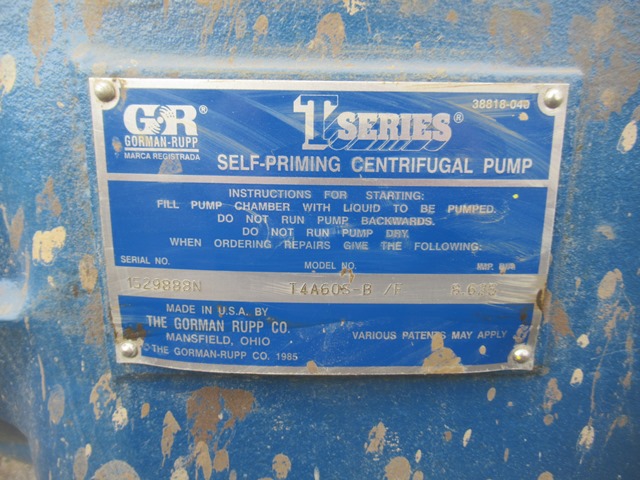 GR®
GORMAN-RUPP
MARCA REGISTRADA
T SERIES®
38818-040
SELF-PRIMING CENTRIFUGAL PUMP
INSTRUCTIONS FOR STARTING:
FILL PUMP CHAMBER WITH LIQUID TO BE PUMPED.
DO NOT RUN PUMP BACKWARDS.
DO NOT RUN PUMP DRY.
WHEN ORDERING REPAIRS GIVE THE FOLLOWING:
SERIAL NO. MODEL NO. IMP. DIA.
1529888N T4A60S-B /F
MADE IN U.S.A. BY
THE GORMAN RUPP CO.
MANSFIELD, OHIO VARIOUS PATENTS MAY APPLY
© THE GORMAN-RUPP CO. 1985